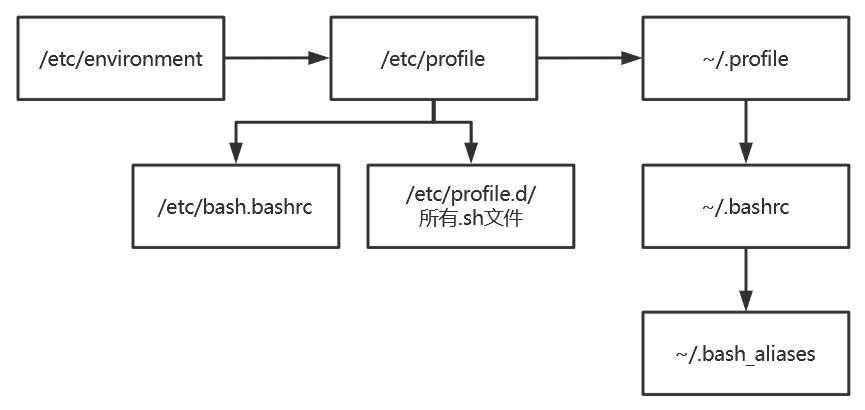 /etc/environment
/etc/profile
~/.profile
/etc/bash.bashrc
/etc/profile.d/
所有.sh文件
~/.bashrc
~/.bash_aliases